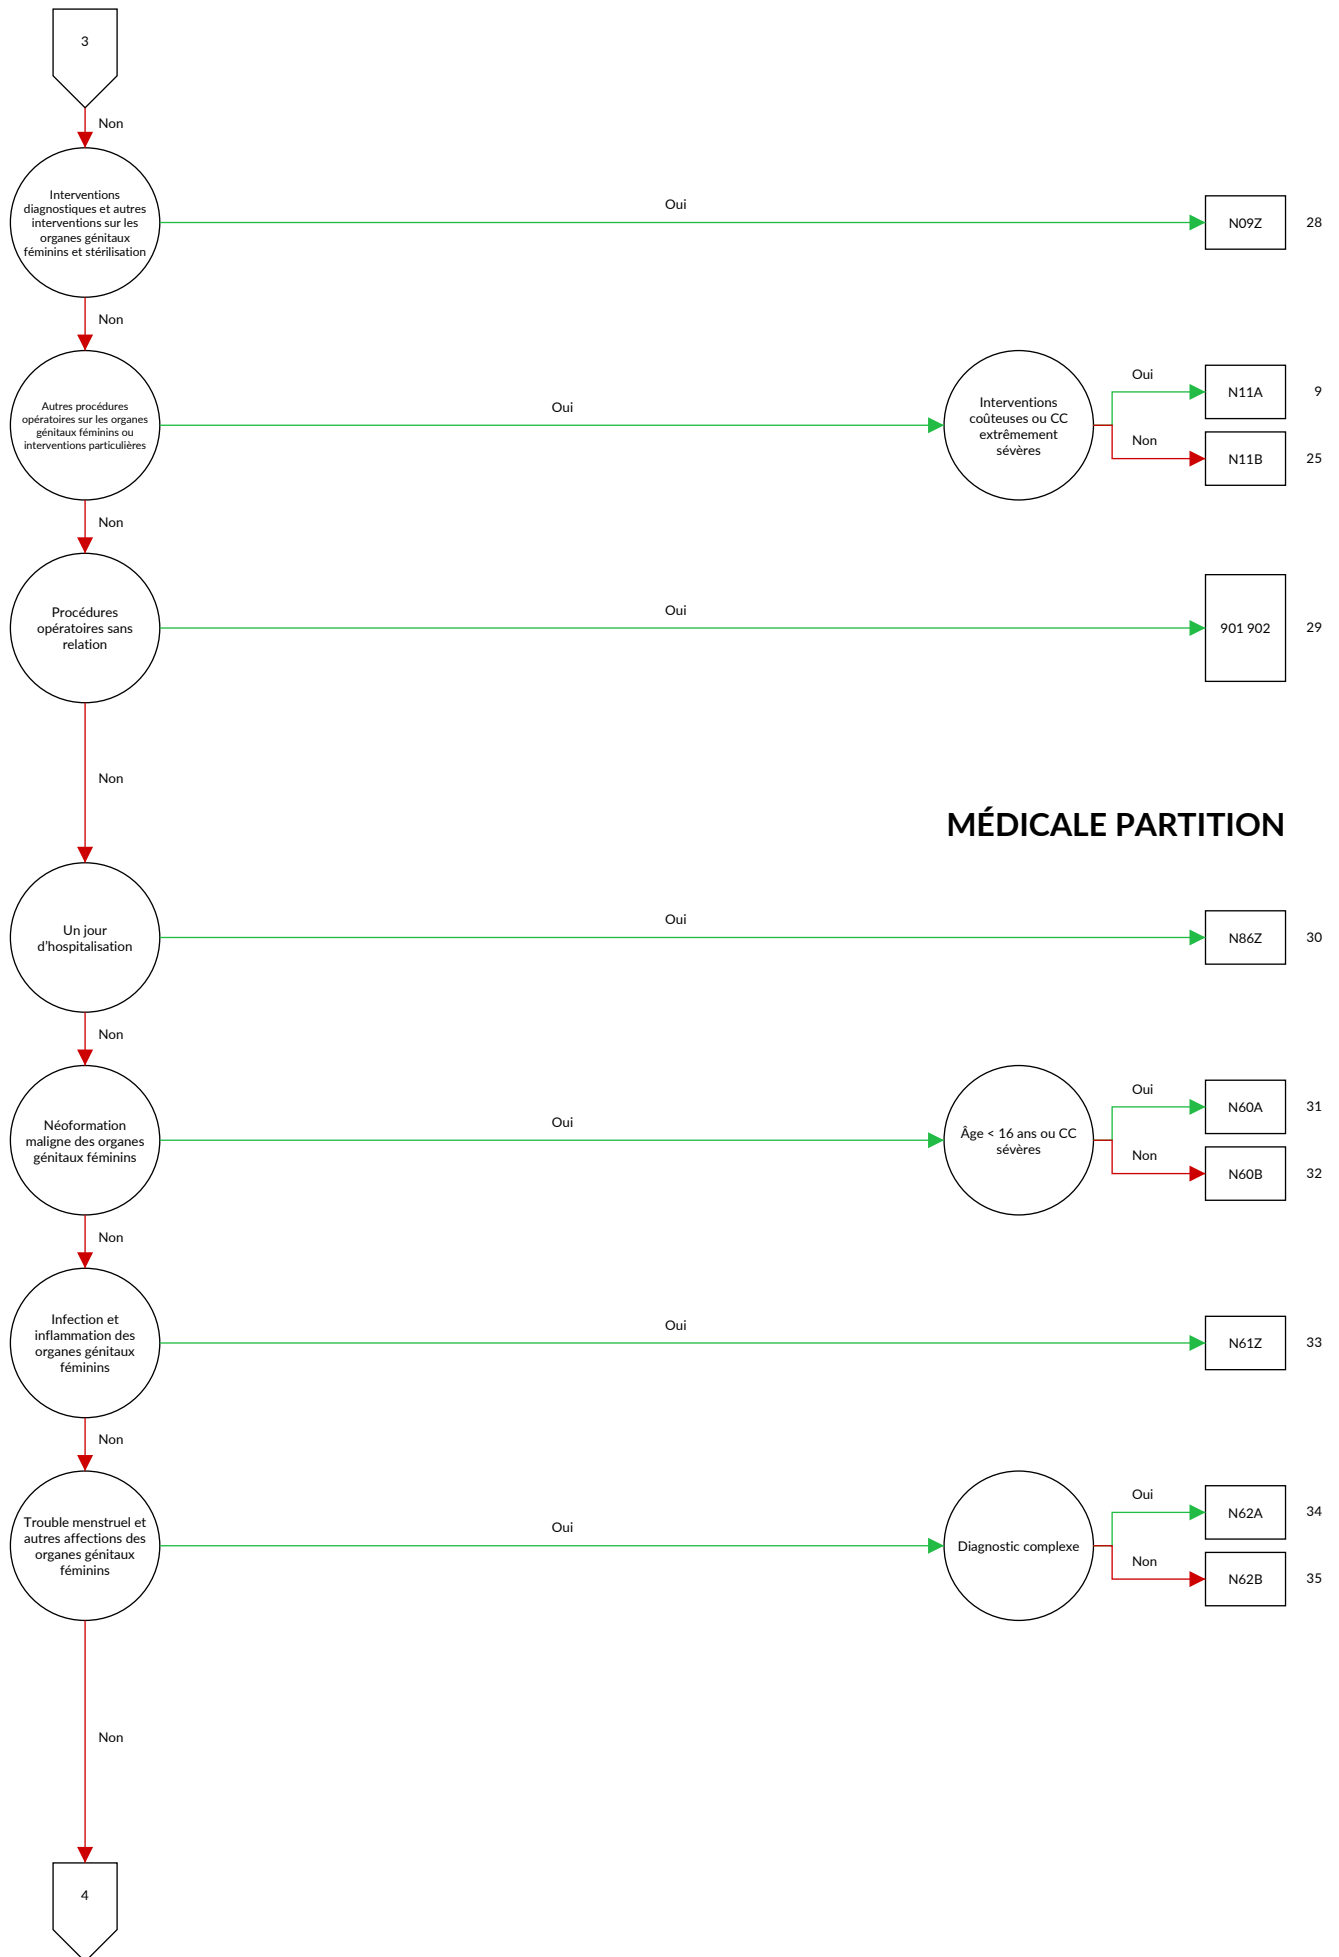 3
Non
Interventions
diagnostiques et autres
interventions sur les
organes génitaux
féminins et stérilisation
Oui
N09Z
28
Non
Autres procédures
opératoires sur les organes
génitaux féminins ou
interventions particulières
Oui
Interventions
coûteuses ou CC
extrêmement
sévères
Oui
N11A
9
Non
N11B
25
Non
Procédures
opératoires sans
relation
Oui
901 902
29
Non
MÉDICALE PARTITION
Un jour
d'hospitalisation
Oui
N86Z
30
Non
Néoformation
maligne des organes
génitaux féminins
Oui
Âge < 16 ans ou CC
sévères
Oui
N60A
31
Non
N60B
32
Non
Infection et
inflammation des
organes génitaux
féminins
Oui
N61Z
33
Non
Trouble menstruel et
autres affections des
organes génitaux
féminins
Oui
Diagnostic complexe
Oui
N62A
34
Non
N62B
35
Non
4